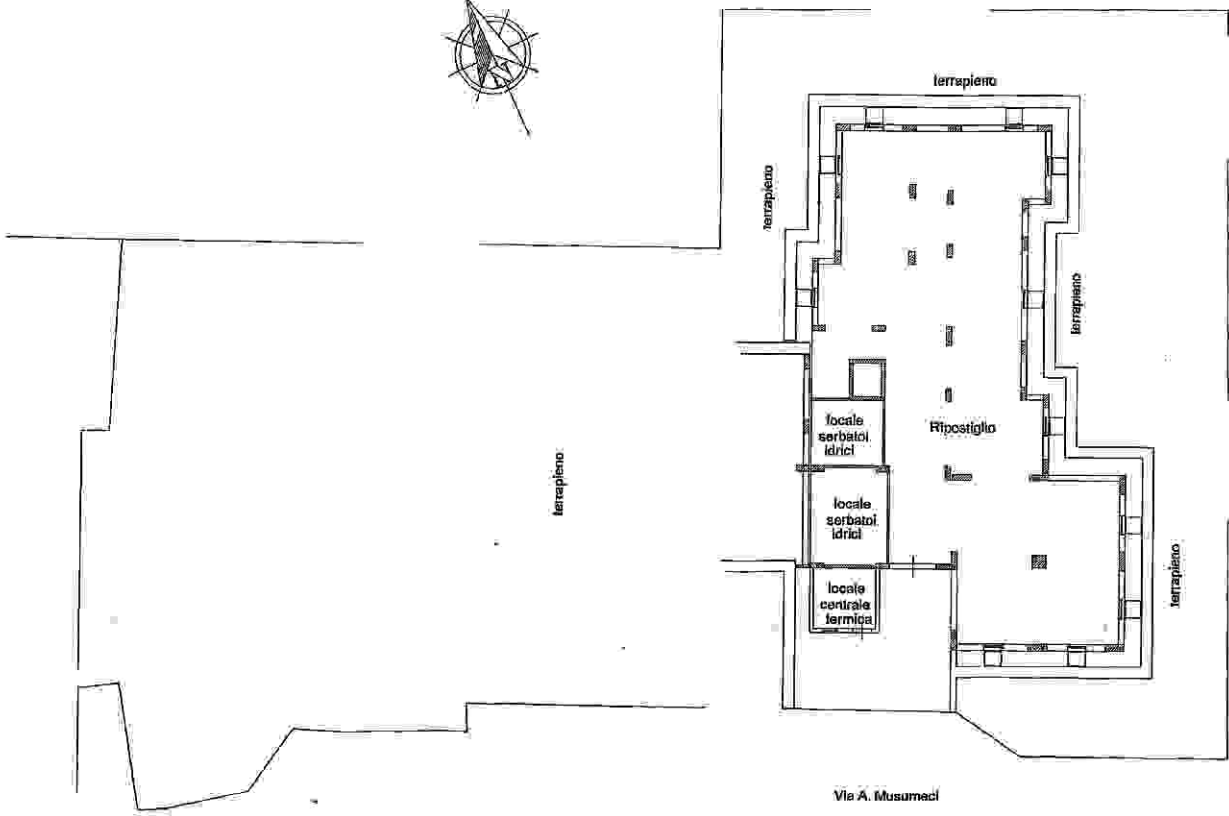 terrapieno
terrapieno
terrapieno
locale
serbatoi
idrici
Ripostiglio
terrapieno
locale
serbatoi
idrici
terrapieno
locale
centrale
termica
Via A. Musumeci